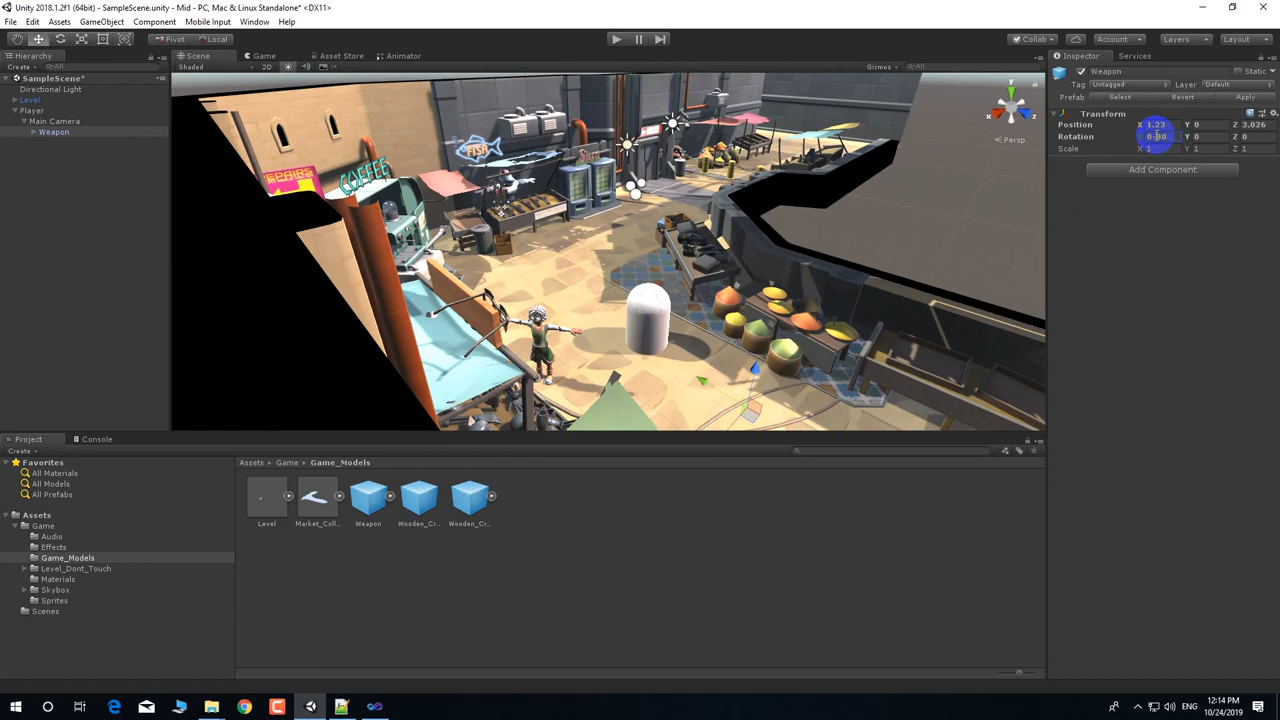 Unity 2018.1.2f1 (64bit) - SampleScene.unity - Mid - PC, Mac & Linux Standalone* <DX11>
File Edit Assets GameObject Component Mobile Input Window Help
Pivot Local Collab Account Layers Layout
Hierarchy Scene Game Asset Store Animator Inspector Services
Create All Shaded 2D Gizmos All Weapon Static
SampleScene*
Directional Light
Level
Player
Main Camera
Weapon
Tag Untagged Layer Default
Prefab Select Revert Apply
Transform
Position X 1.23 Y 0 Z 3.026
Rotation Y 0 Z 0
Scale X 1 Y 1 Z 1
Add Component
y
x
z
Persp
FISH
COFFEE
Project Console
Create
Favorites
All Materials
All Models
All Prefabs
Assets
Game
Audio
Effects
Game_Models
Level_Dont_Touch
Materials
Skybox
Sprites
Scenes
Assets Game Game_Models
Level Market_Coll... Weapon Wooden_Cr... Wooden_Cr...
12:14 PM
10/24/2019